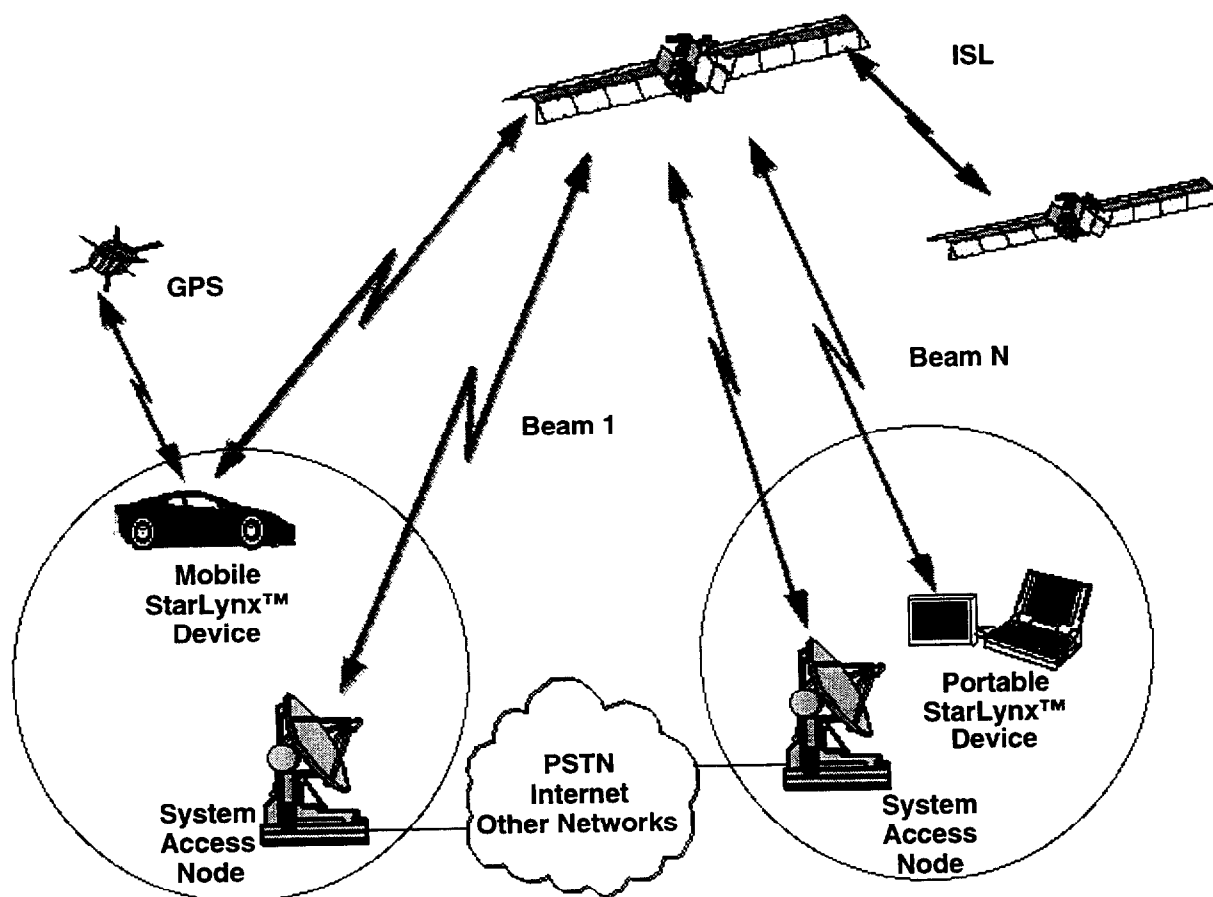 ISL
GPS
Beam N
Beam 1
Mobile
StarLynx™
Device
Portable
StarLynx™
Device
PSTN
Internet
Other Networks
System
Access
Node
System
Access
Node